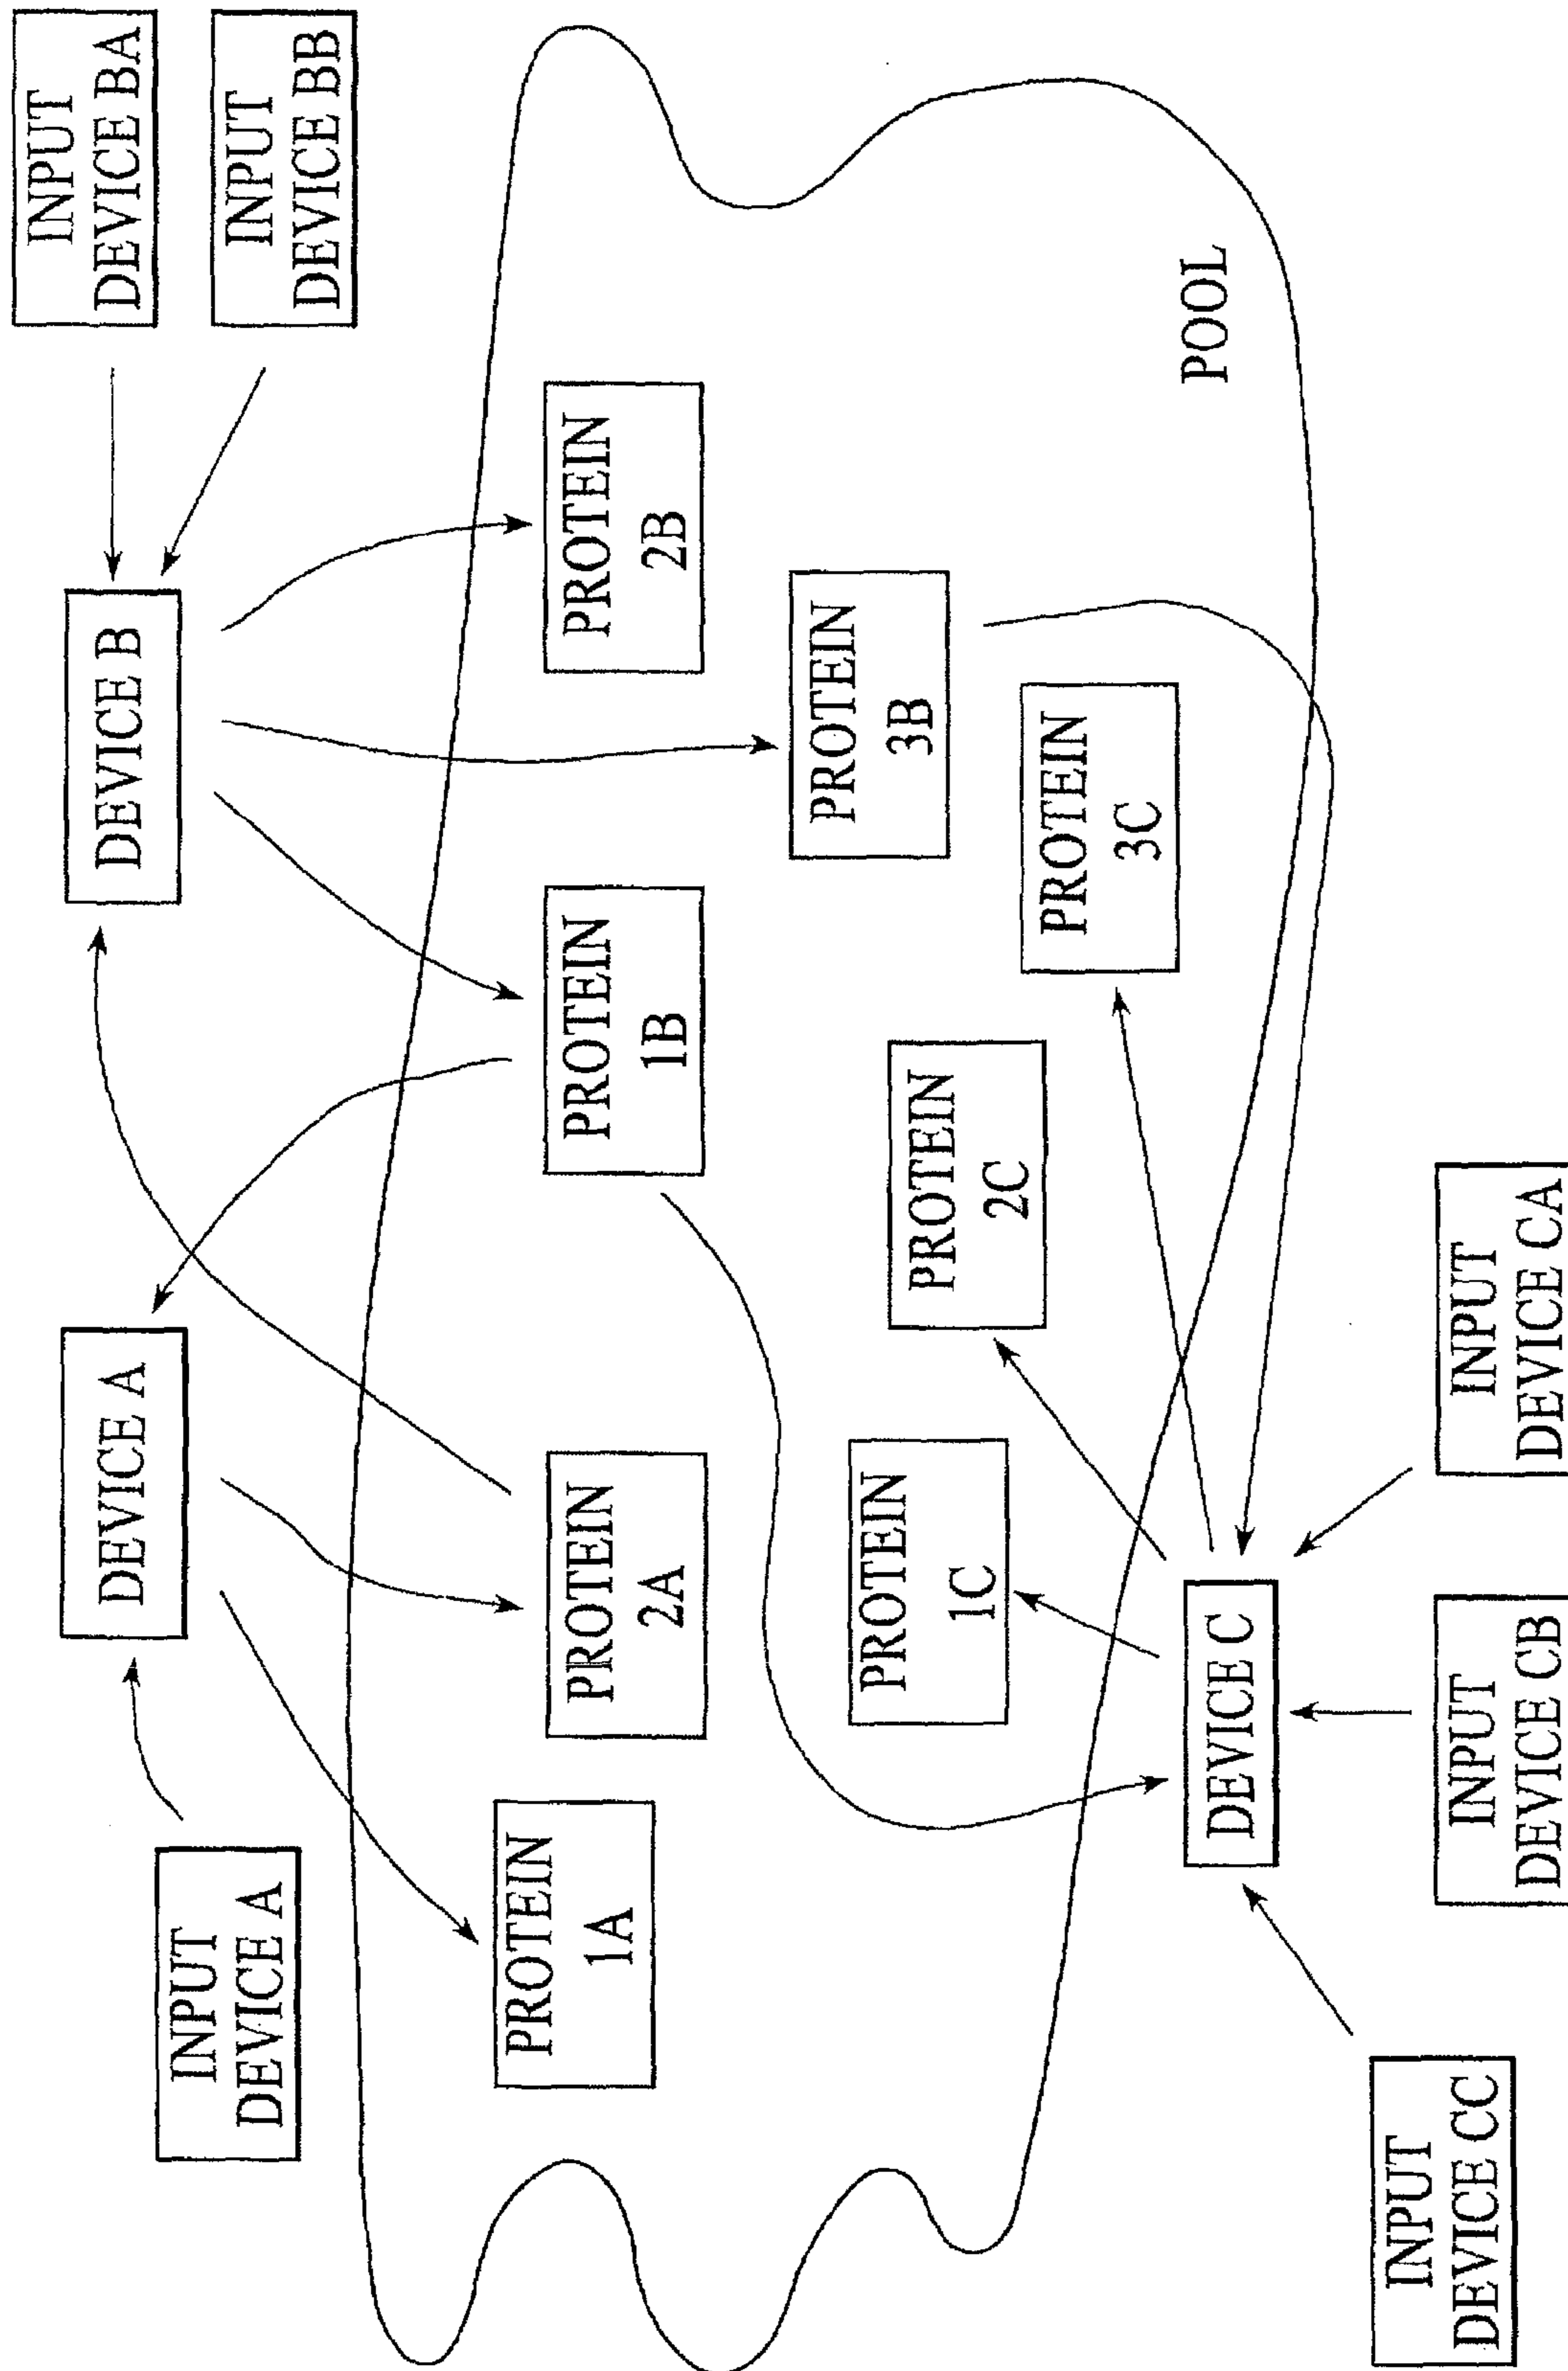 INPUT
DEVICE A
DEVICE A
DEVICE B
INPUT
DEVICE BA
INPUT
DEVICE BB
PROTEIN
1A
PROTEIN
2A
PROTEIN
1B
PROTEIN
2B
PROTEIN
3B
PROTEIN
1C
PROTEIN
2C
PROTEIN
3C
POOL
DEVICE C
INPUT
DEVICE CC
INPUT
DEVICE CB
INPUT
DEVICE CA